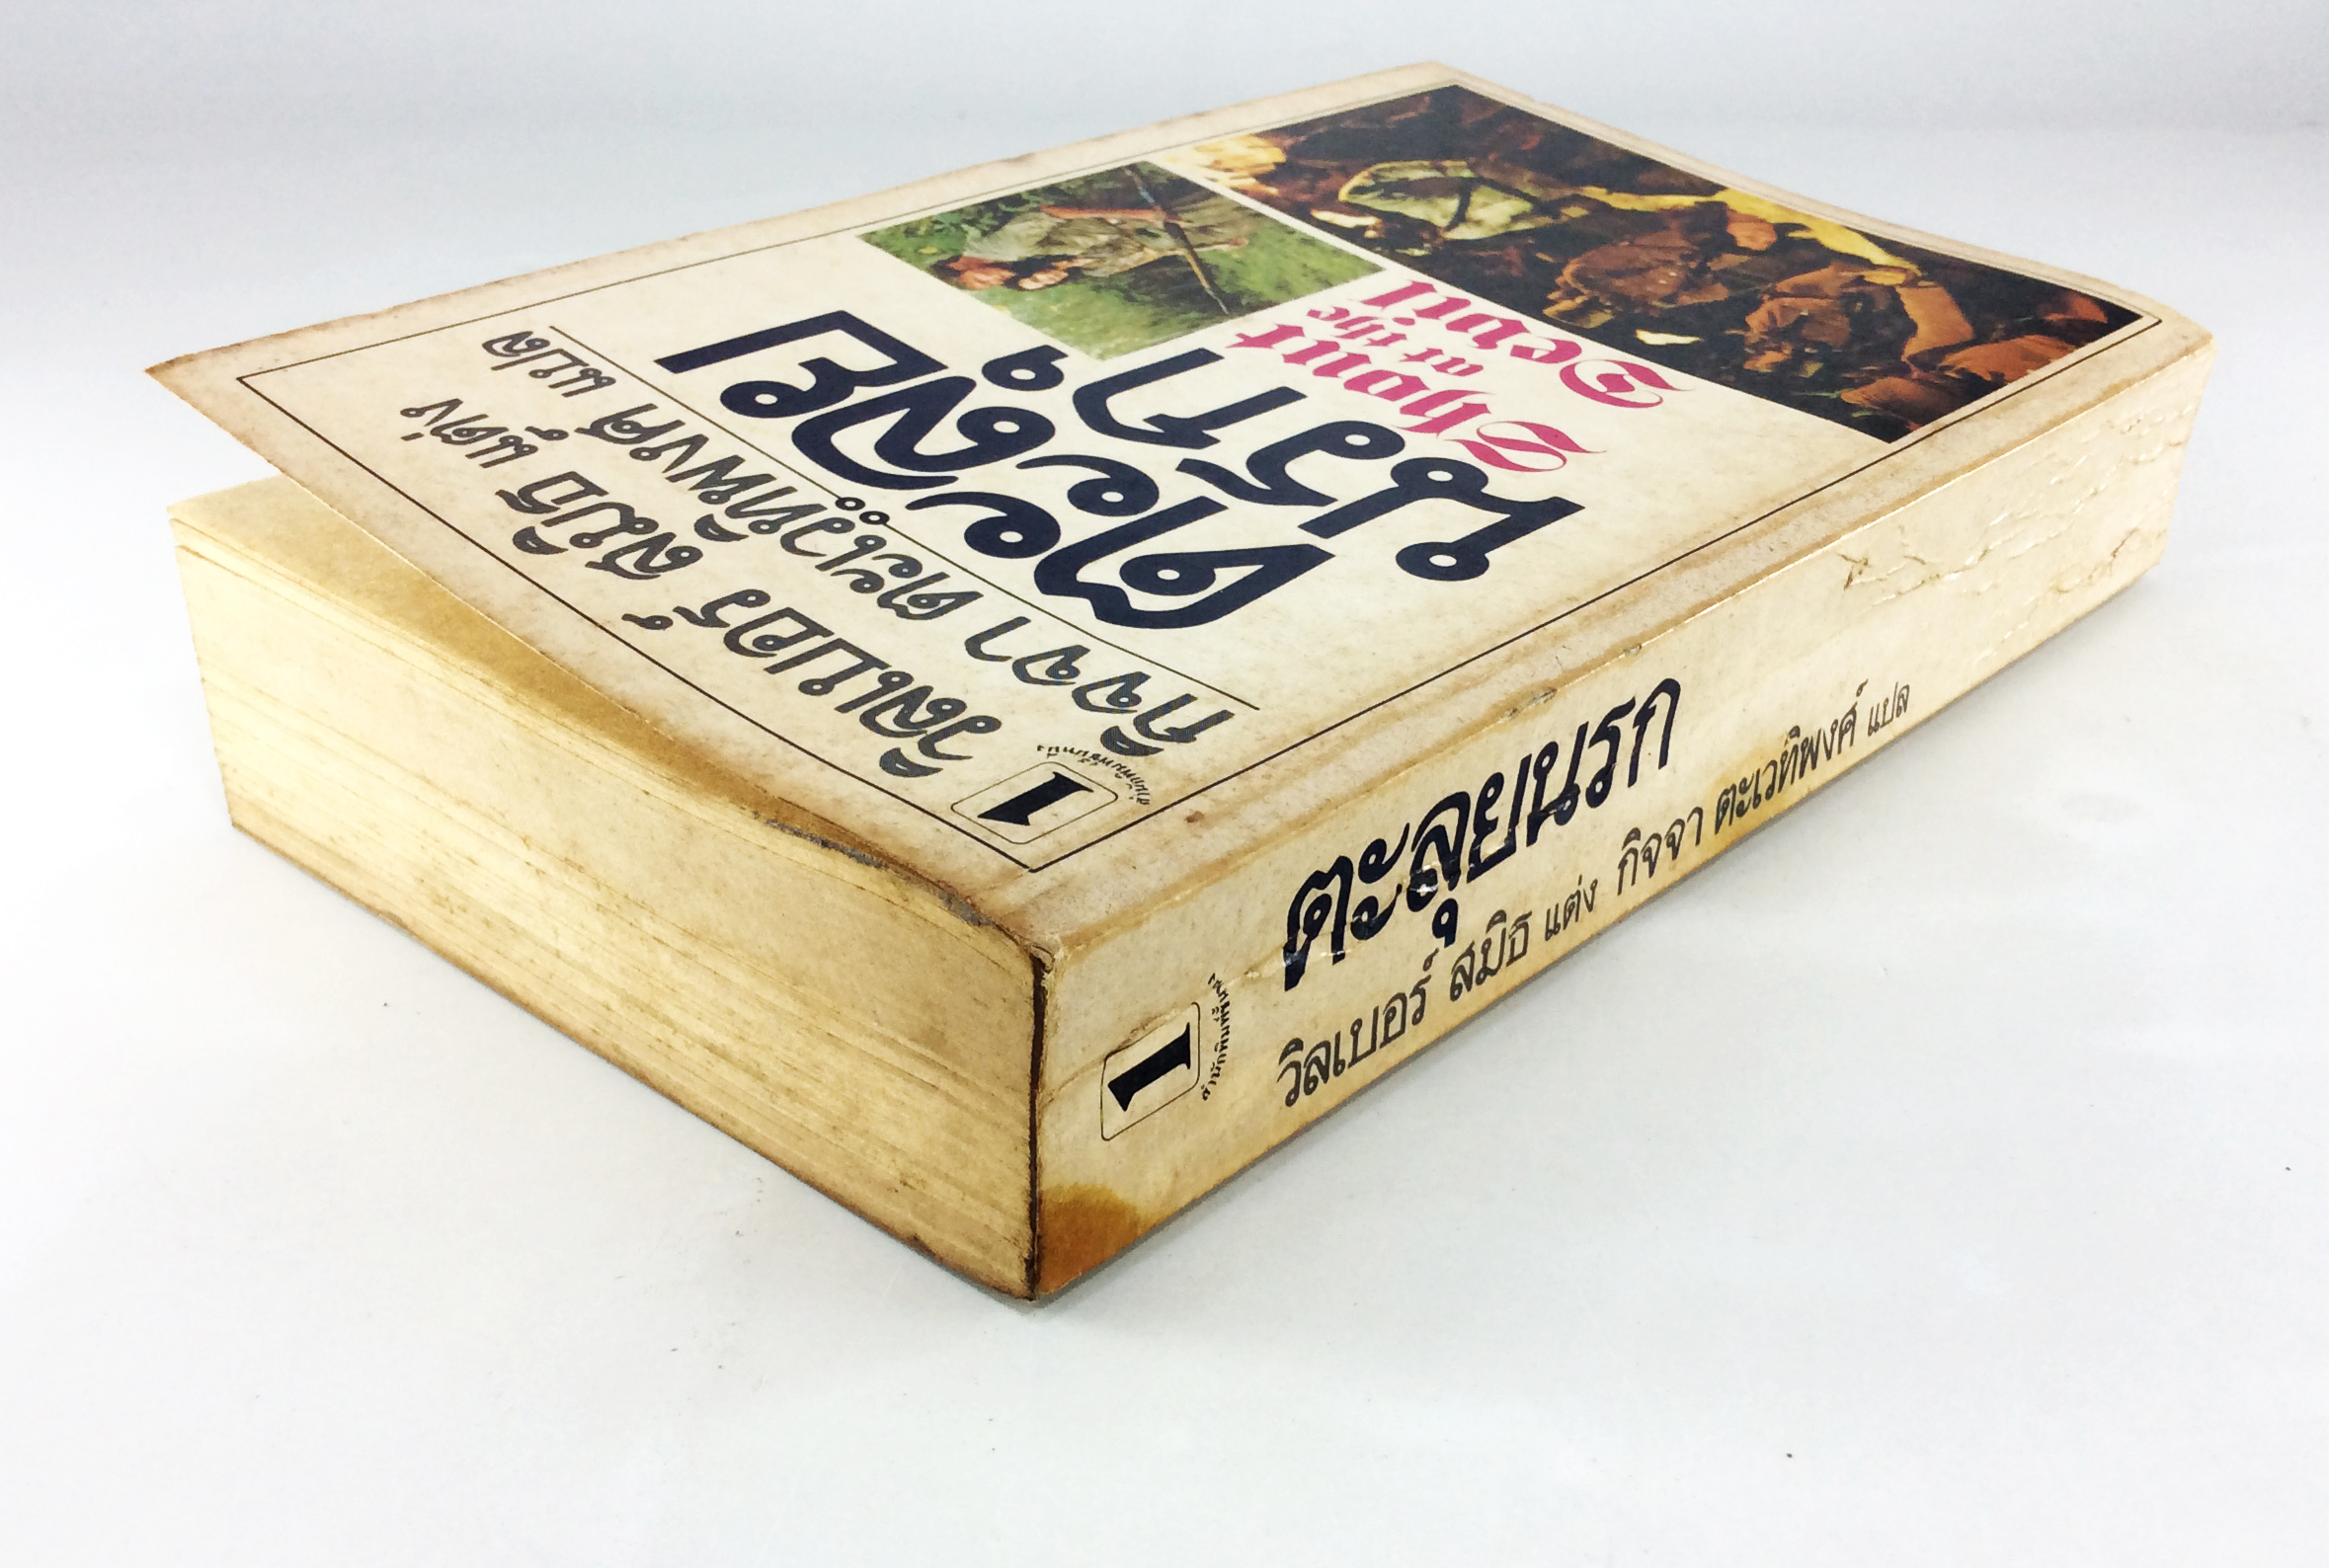 Shout
at the
Devil
ตะลุย
นรก
วิลเบอร์ สมิธ แต่ง
กิจจา ตะเวทิพงศ์ แปล
1
ตะลุยนรก
วิลเบอร์ สมิธ แต่ง กิจจา ตะเวทิพงศ์ แปล
1